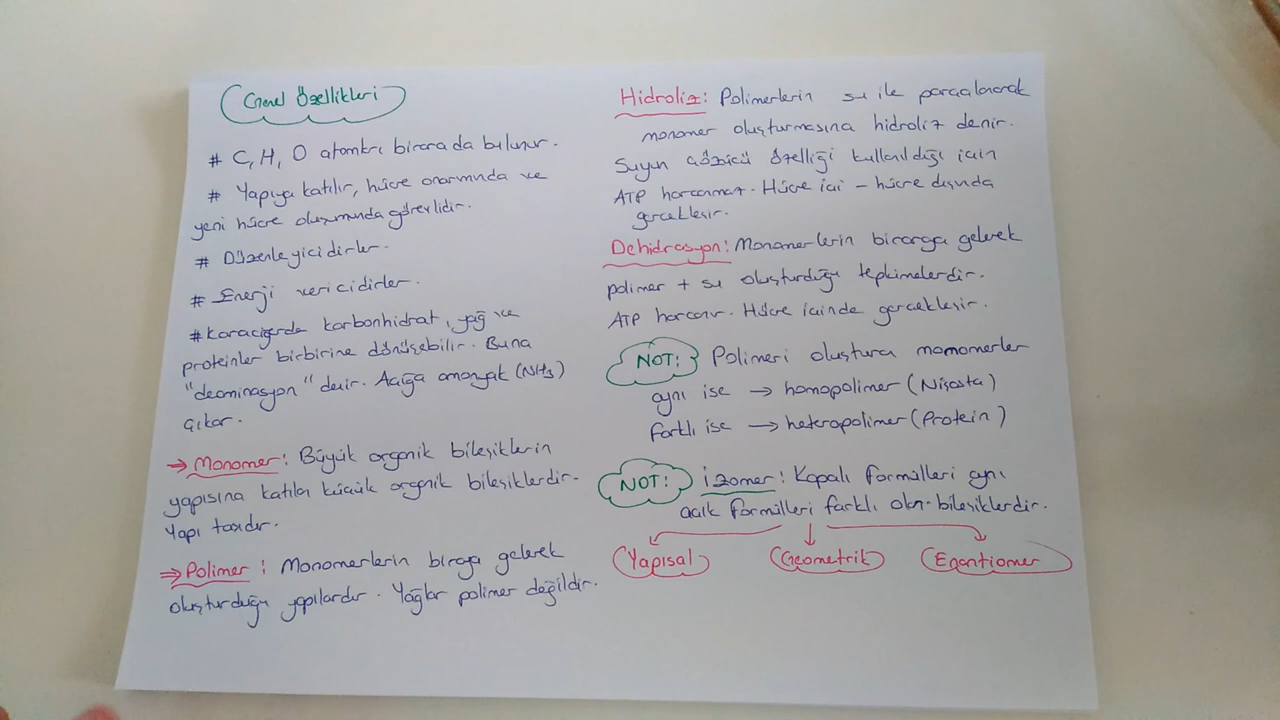 Genel Özellikleri
# C, H, O atomları birarada bulunur.
# Yapıya katılır, hücre onarımında ve
yeni hücre oluşumunda görevlidir.
# Düzenleyicidirler.
# Enerji vericidirler.
# Karaciğerde karbonhidrat, yağ ve
proteinler birbirine dönüşebilir. Buna
"deaminasyon" denir. Açığa amonyak (NH3)
çıkar.
→ Monomer: Büyük organik bileşiklerin
yapısına katılan küçük organik bileşiklerdir.
Yapı taşıdır.
⇒ Polimer: Monomerlerin biraya gelerek
oluşturduğu yapılardır. Yağlar polimer değildir.
Hidroliz: Polimerlerin su ile parçalanarak
monomer oluşturmasına hidroliz denir.
Suyun çözücü özelliği kullanıldığı için
ATP harcanmaz. Hücre içi - hücre dışında
gerçekleşir.
Dehidrasyon: Monomerlerin biraraya gelerek
polimer + su oluşturduğu tepkimelerdir.
ATP harcanır. Hücre içinde gerçekleşir.
NOT: Polimeri oluştura momomerler
aynı ise → homopolimer (Nişasta)
farklı ise → heteropolimer (Protein)
NOT: izomer: Kapalı formülleri aynı
açık formülleri farklı olan bileşiklerdir.
Yapısal Geometrik Enantiomer